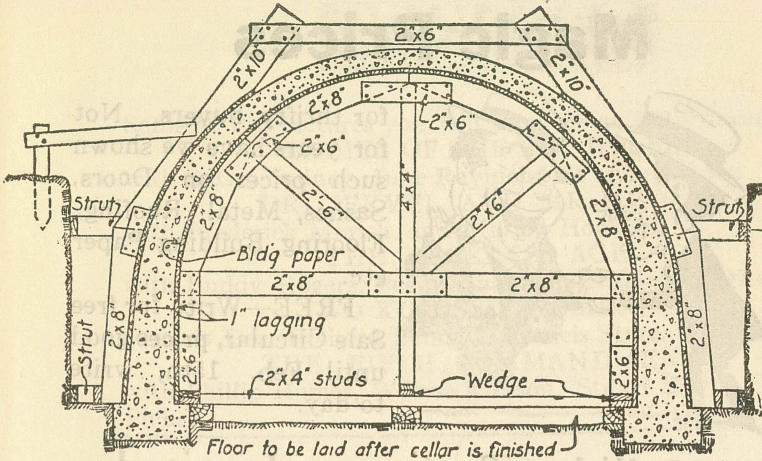 2"x6"
2"x10"
2"x10"
2"x8"
2"x6"
2"x6"
4"x4"
2"x8"
2-6"
2"x6"
2"x8"
Strut
Strut
Bldg paper
2"x8"
2"x8"
1" lagging
2"x8"
2"x8"
Strut
2"x6"
2"x6"
2"x4" studs
Wedge
Floor to be laid after cellar is finished